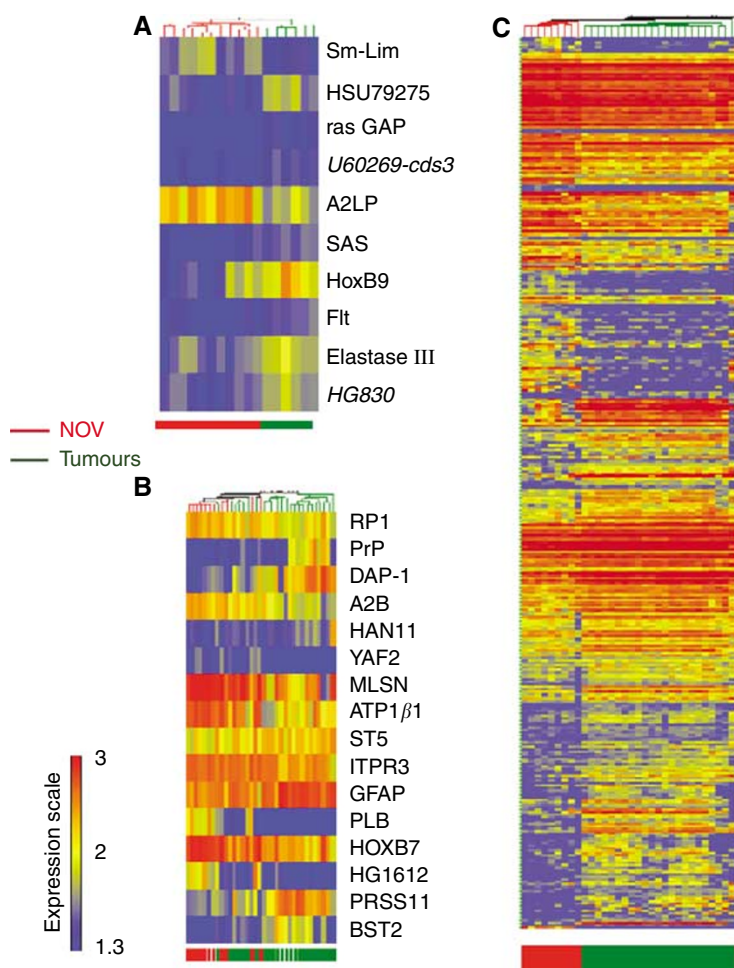 A
Sm-Lim
HSU79275
ras GAP
U60269-cds3
A2LP
SAS
HoxB9
Flt
Elastase III
HG830
NOV
Tumours
B
RP1
PrP
DAP-1
A2B
HAN11
YAF2
MLSN
ATP1β1
ST5
ITPR3
GFAP
PLB
HOXB7
HG1612
PRSS11
BST2
Expression scale
3
2
1.3
C